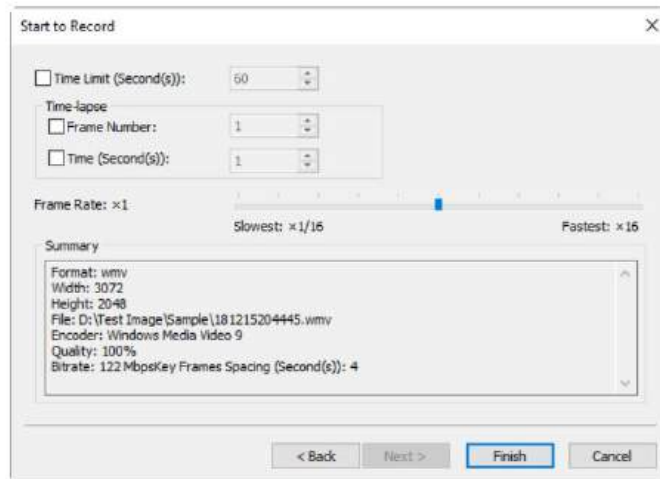 Start to Record
Time Limit (Second(s)): 60
Time-lapse
Frame Number: 1
Time (Second(s)): 1
Frame Rate: ×1
Slowest: ×1/16 Fastest: ×16
Summary
Format: wmv
Width: 3072
Height: 2048
File: D:\Test Image\Sample\181215204445.wmv
Encoder: Windows Media Video 9
Quality: 100%
Bitrate: 122 MbpsKey Frames Spacing (Second(s)): 4
< Back Next > Finish Cancel